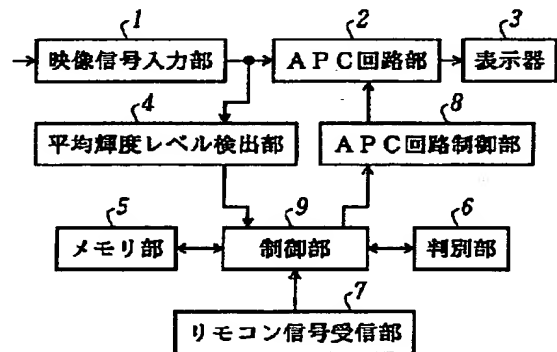 1
2
3
映像信号入力部
APC回路部
表示器
4
8
平均輝度レベル検出部
APC回路制御部
5
9
6
メモリ部
制御部
判別部
7
リモコン信号受信部